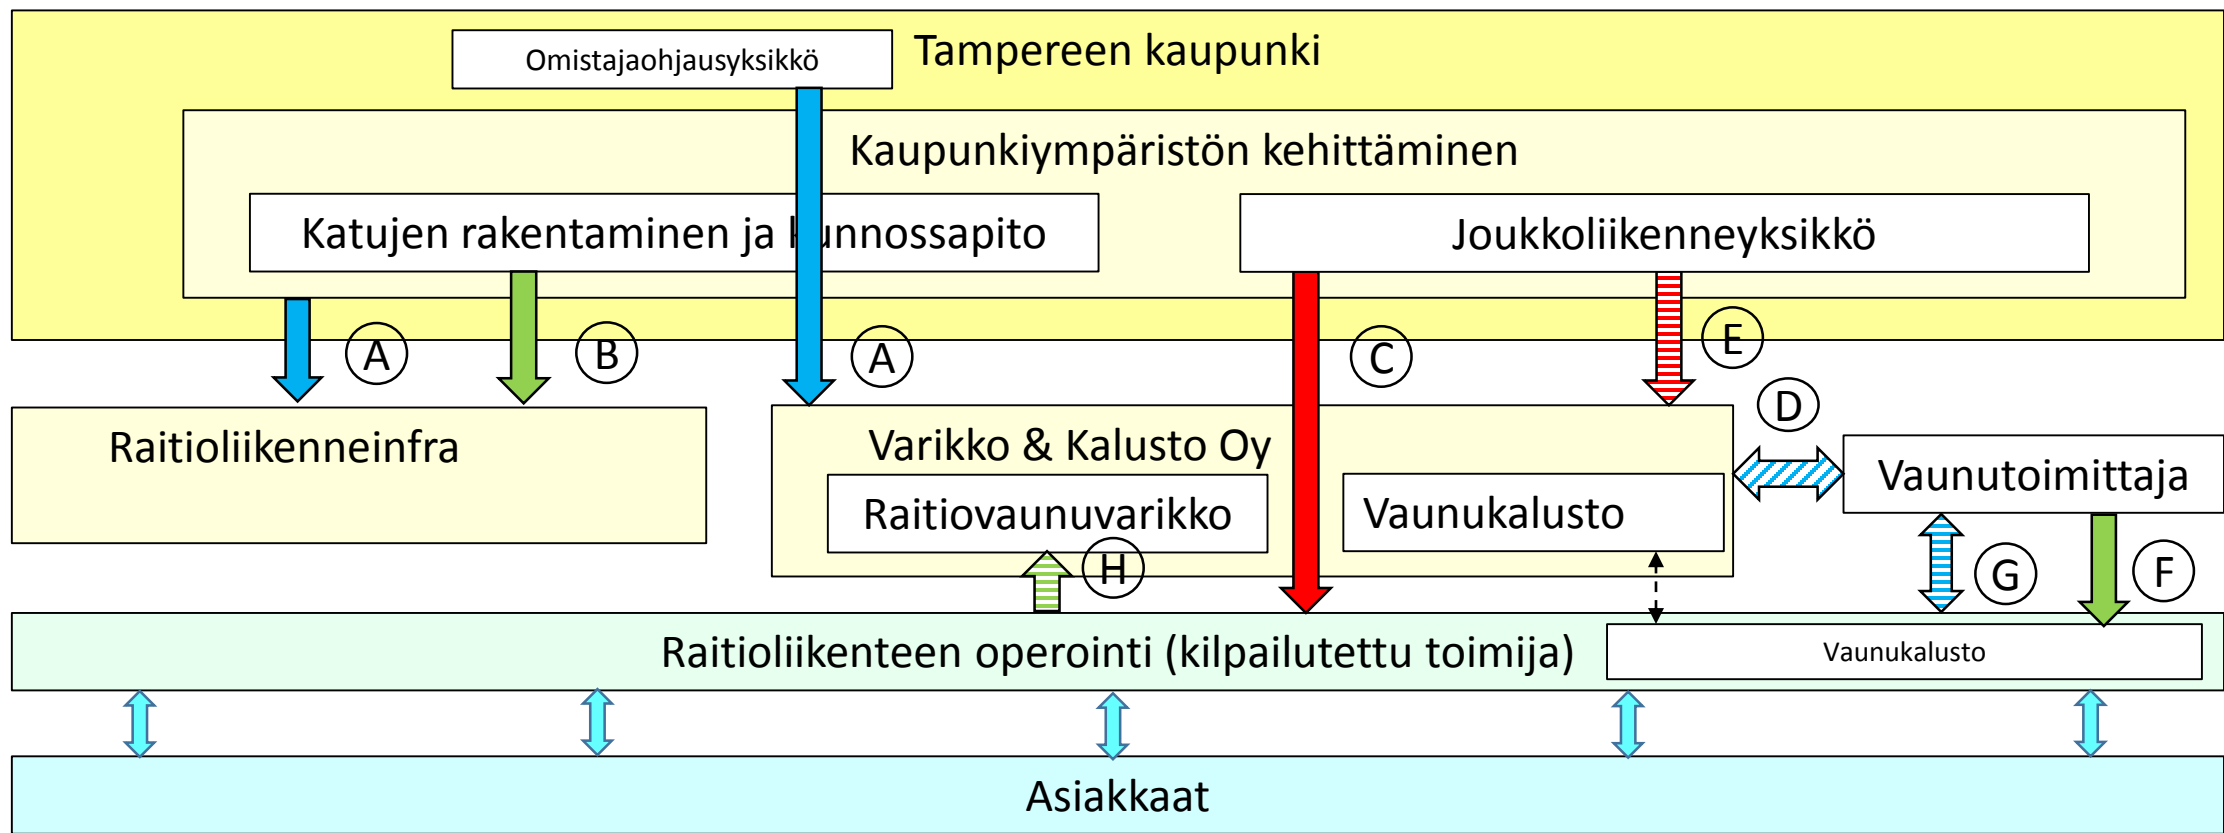 Omistajaohjausyksikkö
Tampereen kaupunki
Kaupunkiympäristön kehittäminen
Katujen rakentaminen ja kunnossapito
Joukkoliikenneyksikkö
A
B
A
C
E
D
Raitioliikenneinfra
Varikko & Kalusto Oy
Vaunutoimittaja
Raitiovaunuvarikko
Vaunukalusto
H
G
F
Raitioliikenteen operointi (kilpailutettu toimija)
Vaunukalusto
Asiakkaat